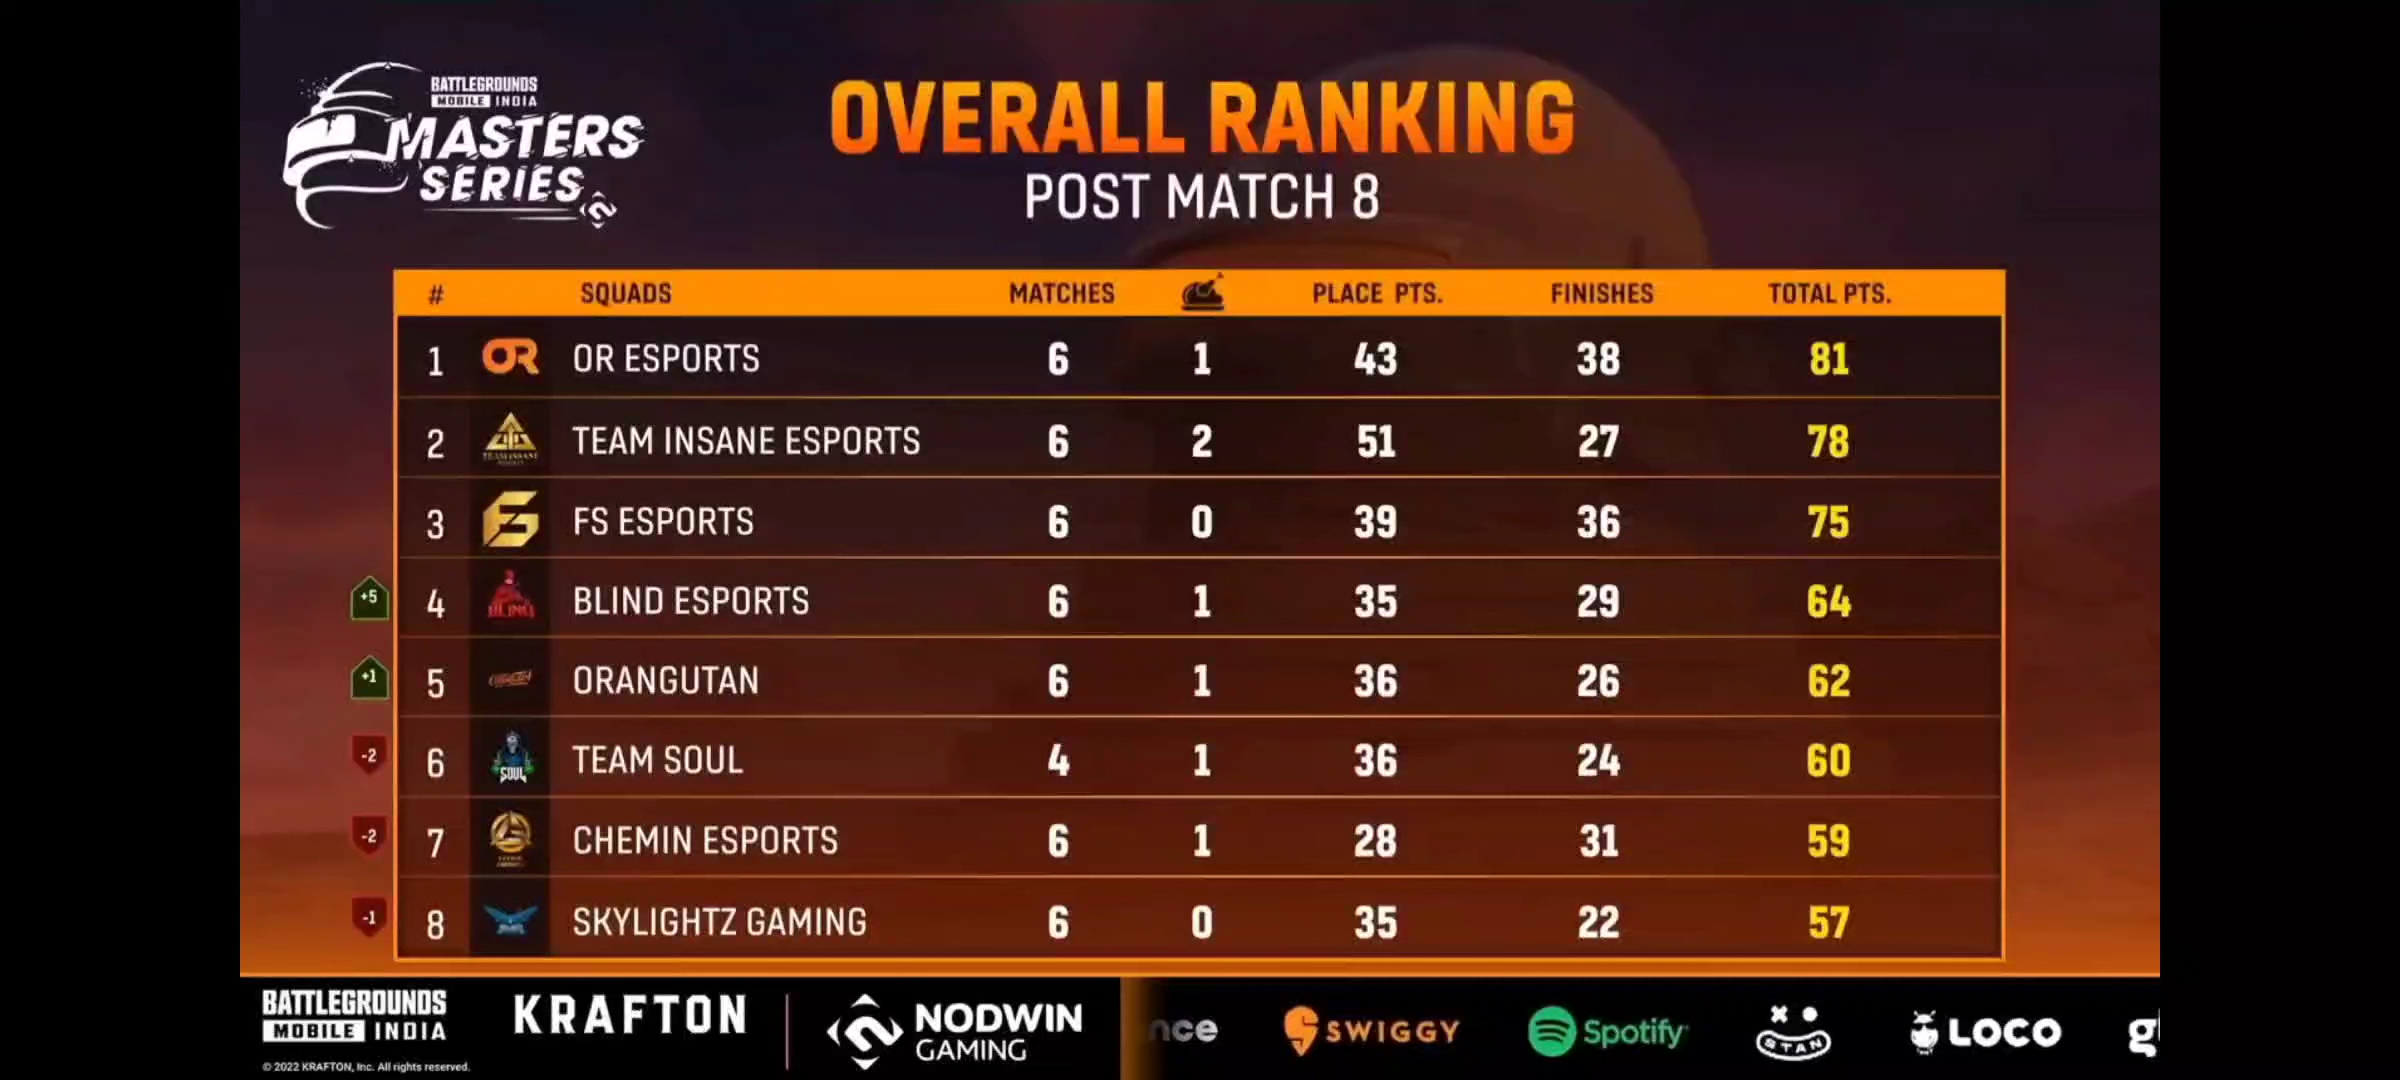 BATTLEGROUNDS
MOBILE INDIA
MASTERS
SERIES
OVERALL RANKING
POST MATCH 8
# SQUADS MATCHES PLACE PTS. FINISHES TOTAL PTS.
1 OR OR ESPORTS 6 1 43 38 81
2 TEAM INSANE ESPORTS 6 2 51 27 78
3 FS ESPORTS 6 0 39 36 75
+5 4 BLIND BLIND ESPORTS 6 1 35 29 64
+1 5 ORANGUTAN 6 1 36 26 62
-2 6 SOUL TEAM SOUL 4 1 36 24 60
-2 7 CHEMIN ESPORTS 6 1 28 31 59
-1 8 SKYLIGHTZ GAMING 6 0 35 22 57
BATTLEGROUNDS
MOBILE INDIA
© 2022 KRAFTON, Inc. All rights reserved.
KRAFTON
NODWIN
GAMING
nce
SWIGGY
Spotify
STAN
LOCO